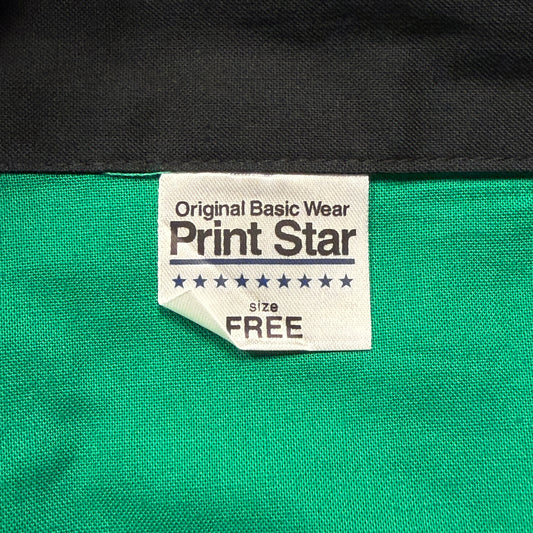 Original Basic Wear
Print Star
★★★★★★★★★
size
FREE